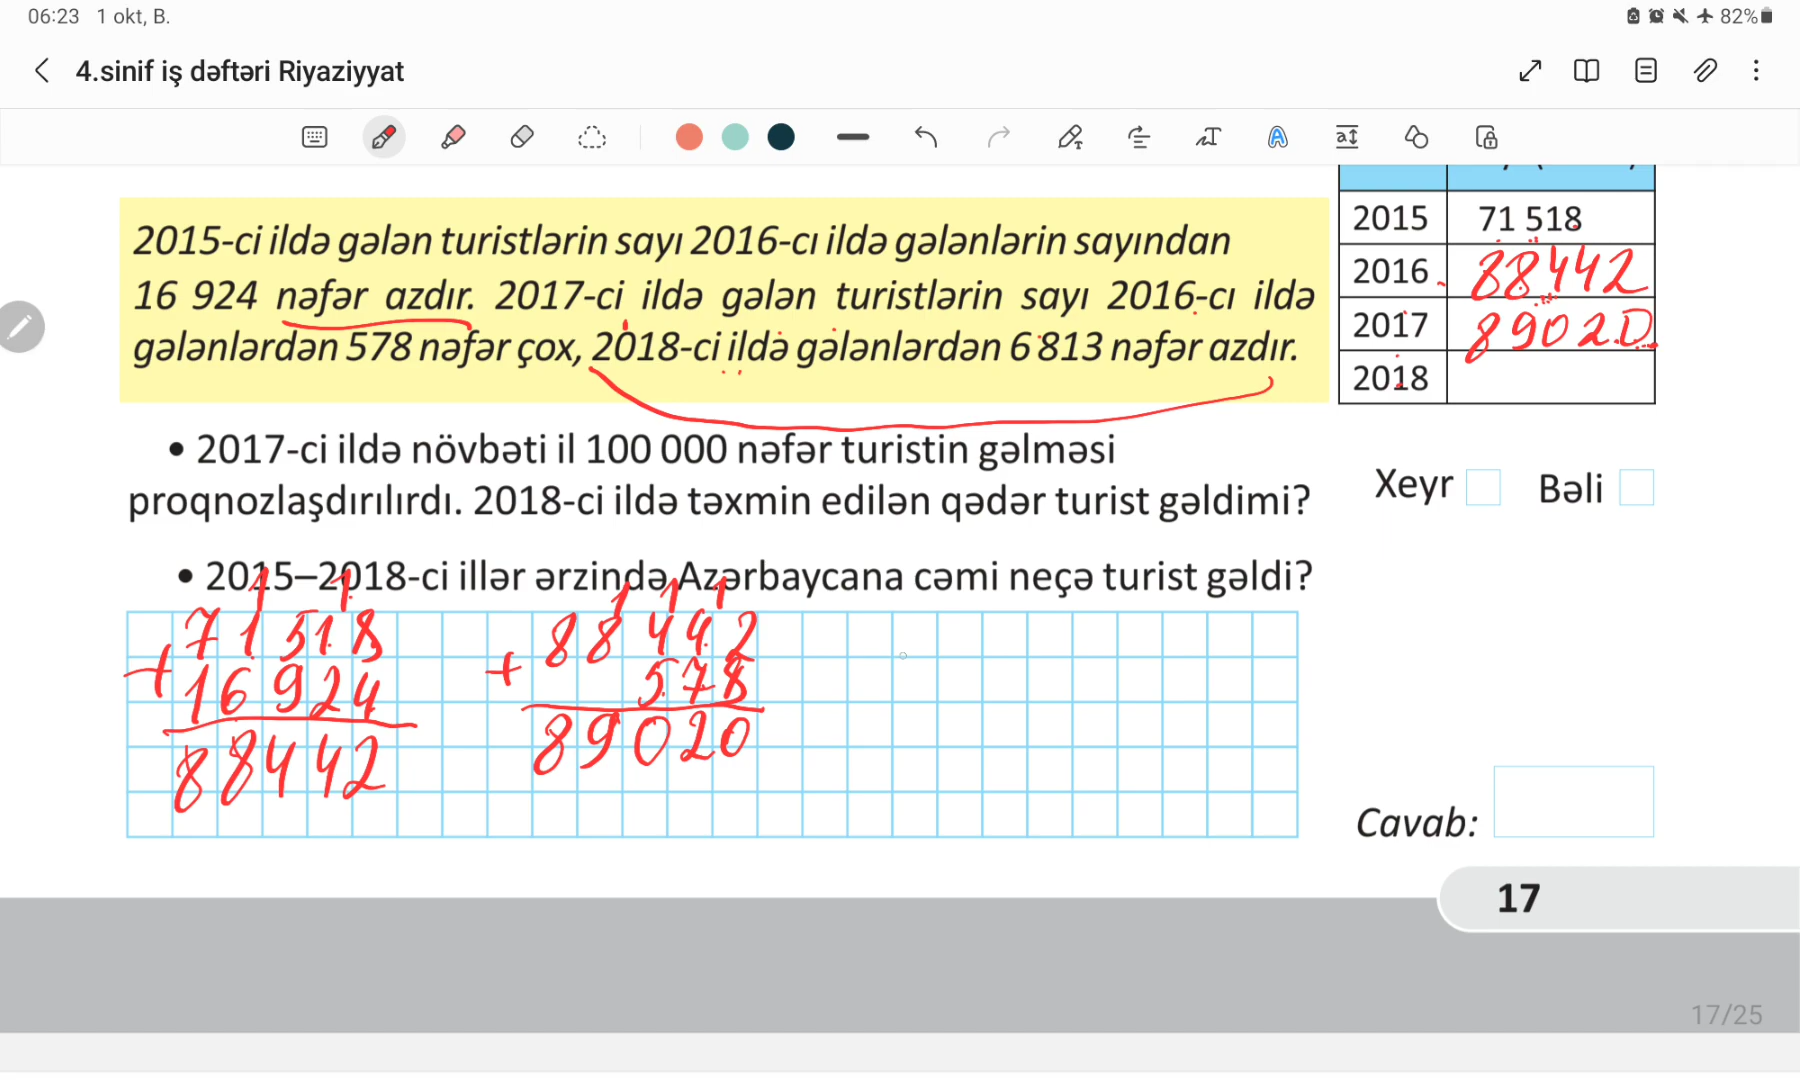 06:23 1 okt, B.
82%
4.sinif iş dəftəri Riyaziyyat
2015-ci ildə gələn turistlərin sayı 2016-cı ildə gələnlərin sayından
16 924 nəfər azdır. 2017-ci ildə gələn turistlərin sayı 2016-cı ildə
gələnlərdən 578 nəfər çox, 2018-ci ildə gələnlərdən 6 813 nəfər azdır.
2015 71 518
2016 88442
2017 89020
2018
• 2017-ci ildə növbəti il 100 000 nəfər turistin gəlməsi
proqnozlaşdırılırdı. 2018-ci ildə təxmin edilən qədər turist gəldimi?
Xeyr Bəli
• 2015–2018-ci illər ərzində Azərbaycana cəmi neçə turist gəldi?
1 1
71518
+ 16924
88442
1 1 1
88442
+ 578
89020
Cavab:
17
17/25